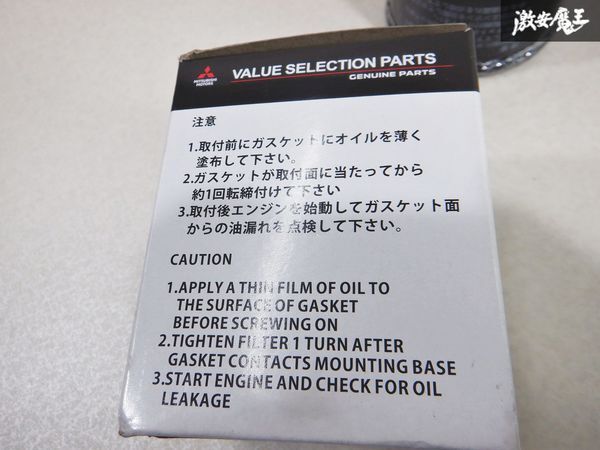 激安魔王
MITSUBISHI
MOTORS
VALUE SELECTION PARTS
GENUINE PARTS
注意
1.取付前にガスケットにオイルを薄く
塗布して下さい。
2.ガスケットが取付面に当たってから
約1回転締付けて下さい
3.取付後エンジンを始動してガスケット面
からの油漏れを点検して下さい。
CAUTION
1.APPLY A THIN FILM OF OIL TO
THE SURFACE OF GASKET
BEFORE SCREWING ON
2.TIGHTEN FILTER 1 TURN AFTER
GASKET CONTACTS MOUNTING BASE
3.START ENGINE AND CHECK FOR OIL
LEAKAGE